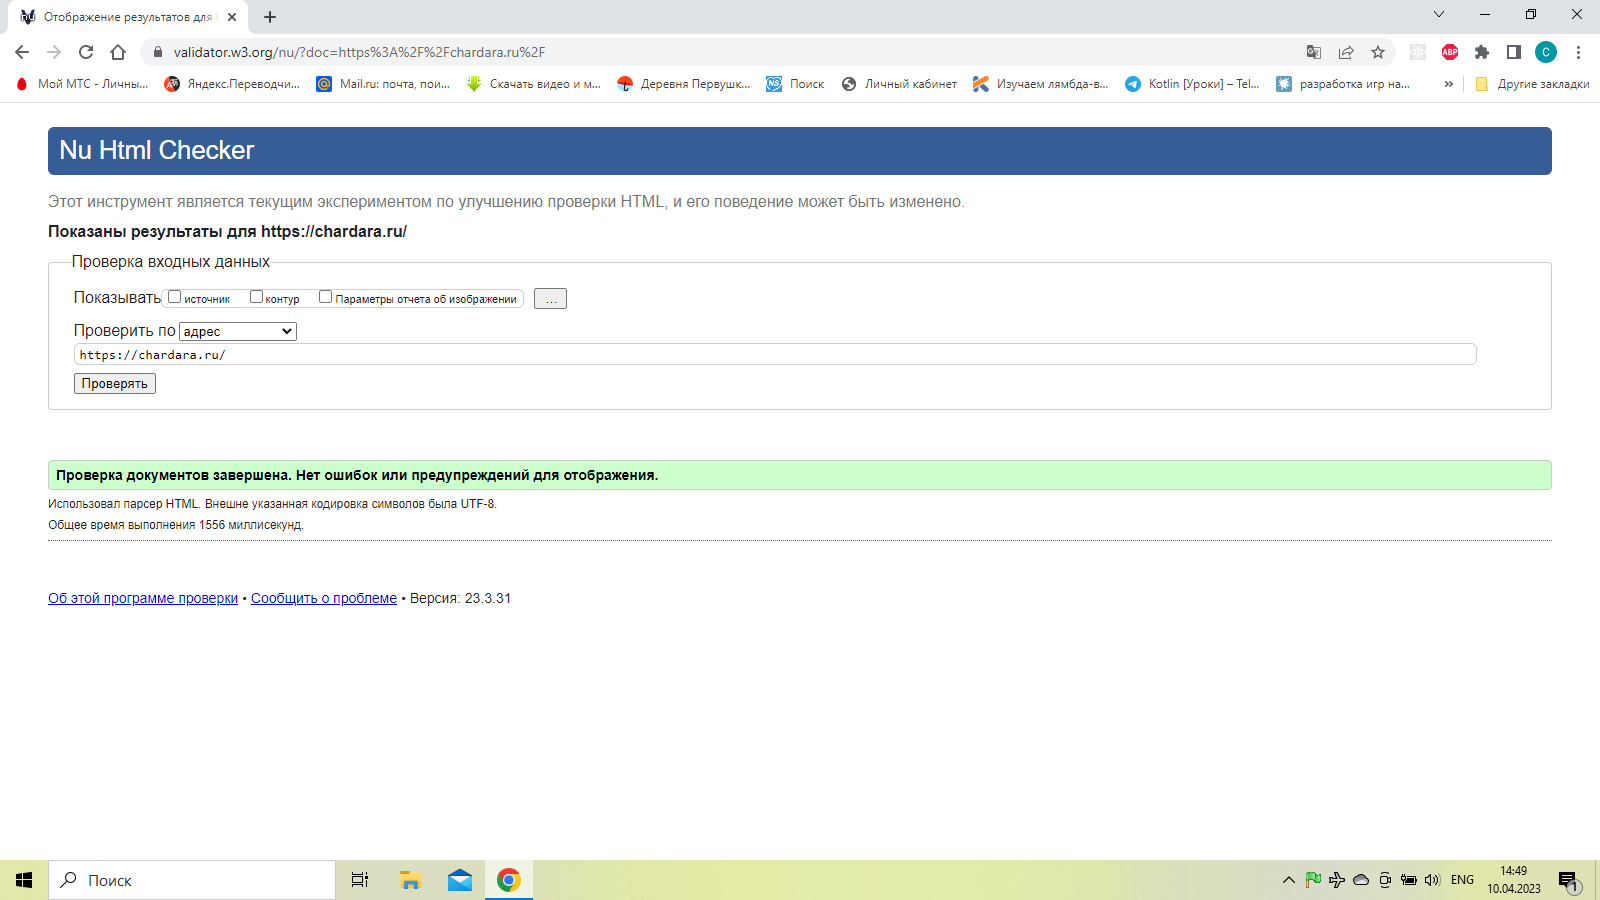 Отображение результатов для
validator.w3.org/nu/?doc=https%3A%2F%2Fchardara.ru%2F
ABP
C
Мой МТС - Личны...
Яндекс.Переводчи...
Mail.ru: почта, пои...
Скачать видео и м...
Деревня Первушк...
Поиск
Личный кабинет
Изучаем лямбда-в...
Kotlin [Уроки] – Tel...
разработка игр на...
»
Другие закладки
Nu Html Checker
Этот инструмент является текущим экспериментом по улучшению проверки HTML, и его поведение может быть изменено.
Показаны результаты для https://chardara.ru/
Проверка входных данных
Показывать источник контур Параметры отчета об изображении ...
Проверить по адрес
https://chardara.ru/
Проверять
Проверка документов завершена. Нет ошибок или предупреждений для отображения.
Использовал парсер HTML. Внешне указанная кодировка символов была UTF-8.
Общее время выполнения 1556 миллисекунд.
Об этой программе проверки • Сообщить о проблеме • Версия: 23.3.31
Поиск
ENG
14:49
10.04.2023
1